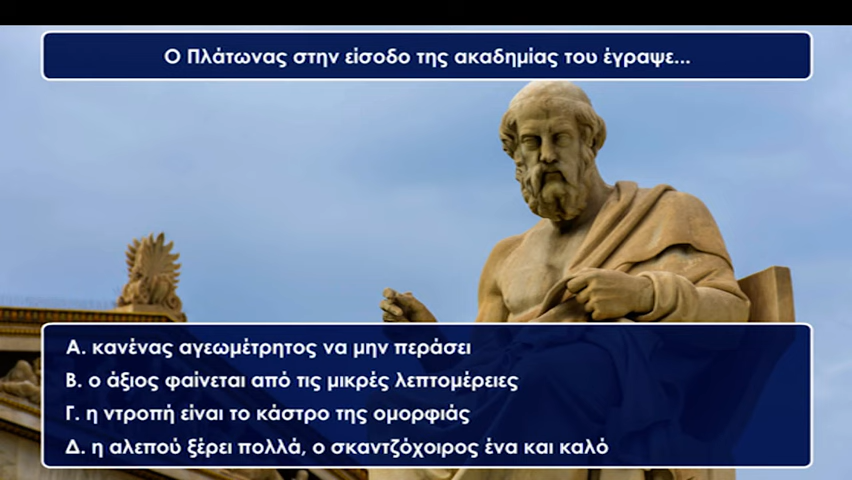 Ο Πλάτωνας στην είσοδο της ακαδημίας του έγραψε...
Α. κανένας αγεωμέτρητος να μην περάσει
Β. ο άξιος φαίνεται από τις μικρές λεπτομέρειες
Γ. η ντροπή είναι το κάστρο της ομορφιάς
Δ. η αλεπού ξέρει πολλά, ο σκαντζόχοιρος ένα και καλό